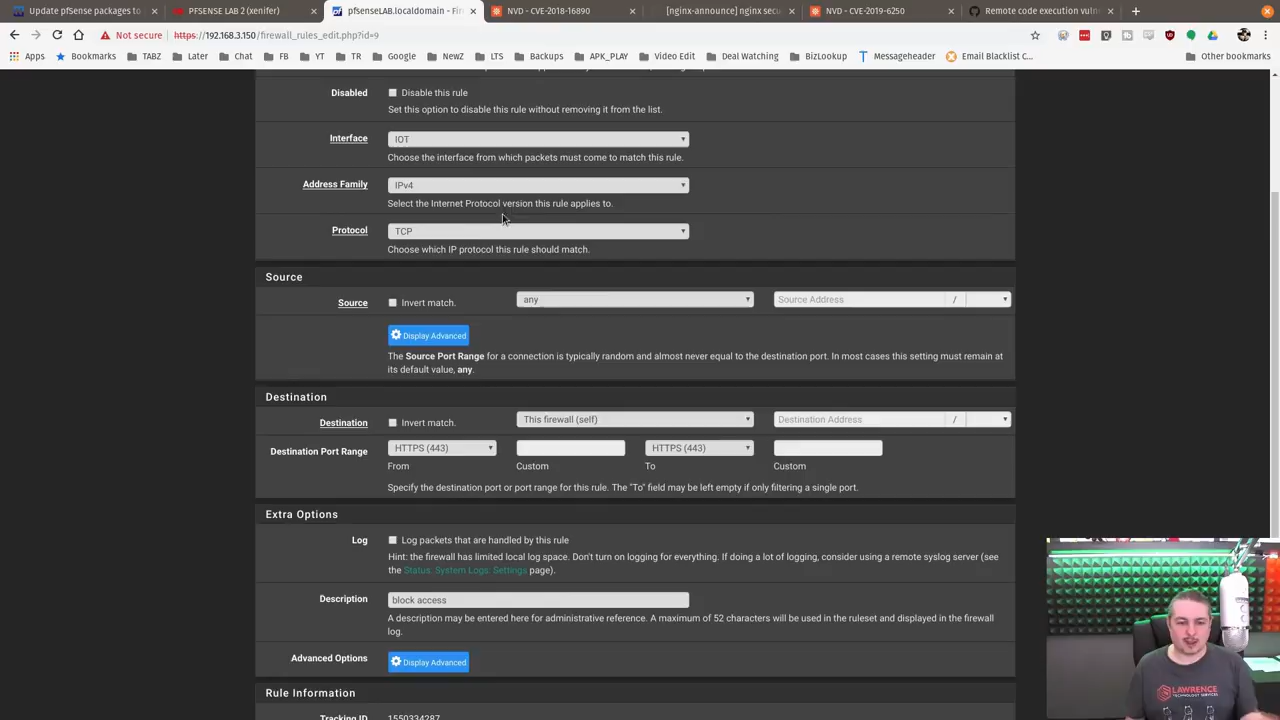 Update pfsense packages to
PFSENSE LAB 2 (xenifer)
pfsenseLAB.localdomain - Fire
NVD - CVE-2018-16890
[nginx-announce] nginx secu
NVD - CVE-2019-6250
Remote code execution vuln
Not secure https://192.168.3.150/firewall_rules_edit.php?id=9
Apps Bookmarks TABZ Later Chat FB YT TR Google NewZ LTS Backups APK_PLAY Video Edit Deal Watching BizLookup Messageheader Email Blacklist C... Other bookmarks
Disabled Disable this rule
Set this option to disable this rule without removing it from the list.
Interface IOT
Choose the interface from which packets must come to match this rule.
Address Family IPv4
Select the Internet Protocol version this rule applies to.
Protocol TCP
Choose which IP protocol this rule should match.
Source
Source Invert match. any Source Address /
Display Advanced
The Source Port Range for a connection is typically random and almost never equal to the destination port. In most cases this setting must remain at
its default value, any.
Destination
Destination Invert match. This firewall (self) Destination Address /
Destination Port Range HTTPS (443) HTTPS (443)
From Custom To Custom
Specify the destination port or port range for this rule. The "To" field may be left empty if only filtering a single port.
Extra Options
Log Log packets that are handled by this rule
Hint: the firewall has limited local log space. Don't turn on logging for everything. If doing a lot of logging, consider using a remote syslog server (see
the Status: System Logs: Settings page).
Description block access
A description may be entered here for administrative reference. A maximum of 52 characters will be used in the ruleset and displayed in the firewall
log.
Advanced Options Display Advanced
Rule Information
Tracking ID 1550334287
LAWRENCE
TECHNOLOGY SERVICES